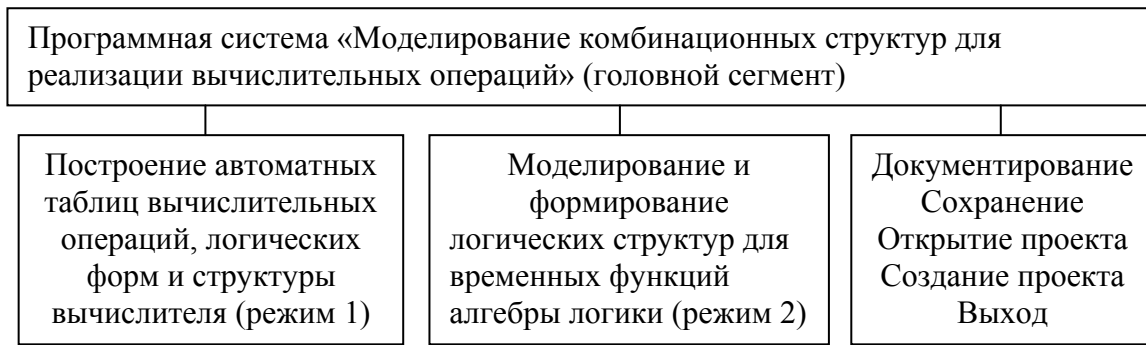 Программная система «Моделирование комбинационных структур для
реализации вычислительных операций» (головной сегмент)
Построение автоматных
таблиц вычислительных
операций, логических
форм и структуры
вычислителя (режим 1)
Моделирование и
формирование
логических структур для
временных функций
алгебры логики (режим 2)
Документирование
Сохранение
Открытие проекта
Создание проекта
Выход